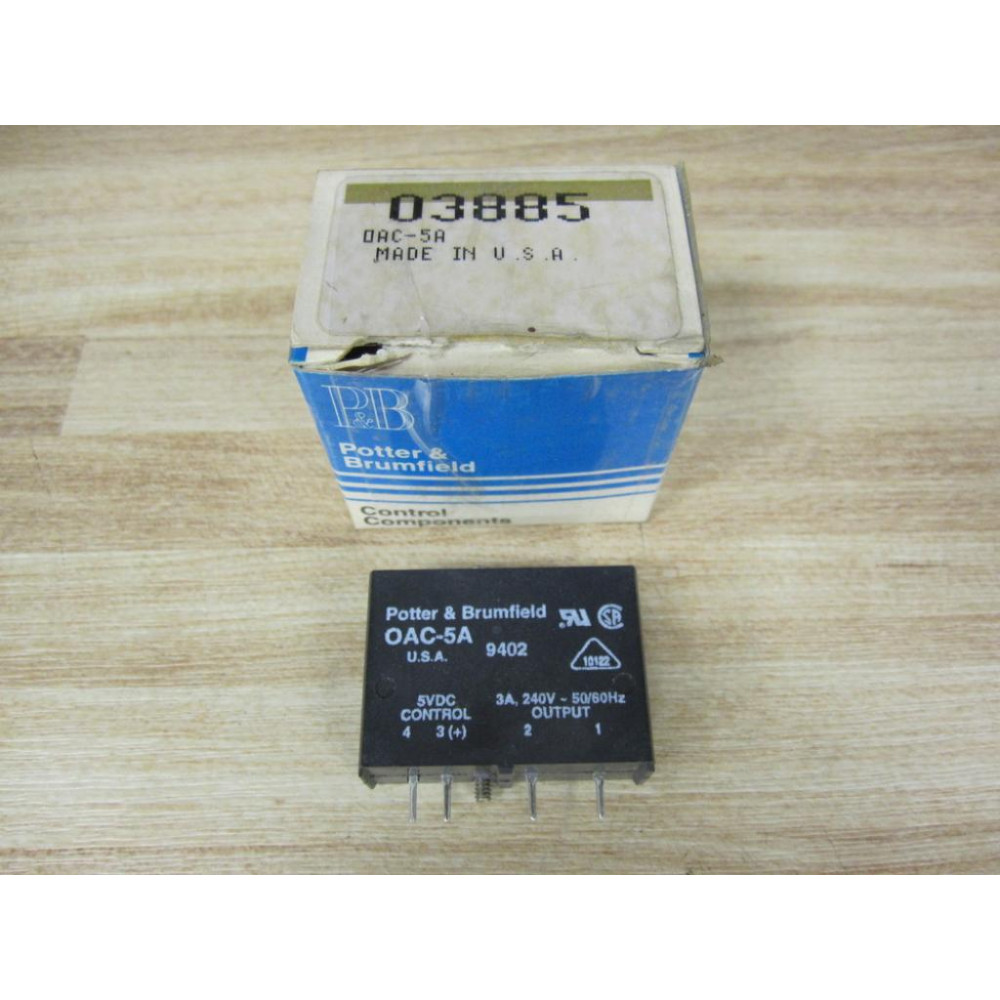 03885
OAC-5A
MADE IN U.S.A.
P&B
Potter &
Brumfield
Control
Components
Potter & Brumfield
OAC-5A
U.S.A. 9402
10122
5VDC 3A, 240V ~ 50/60Hz
CONTROL OUTPUT
4 3 (+) 2 1